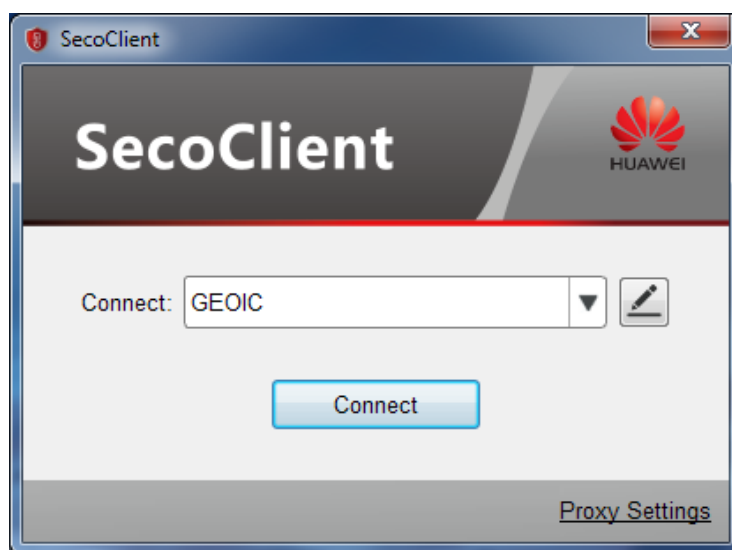 SecoClient
SecoClient
HUAWEI
Connect: GEOIC
Connect
Proxy Settings